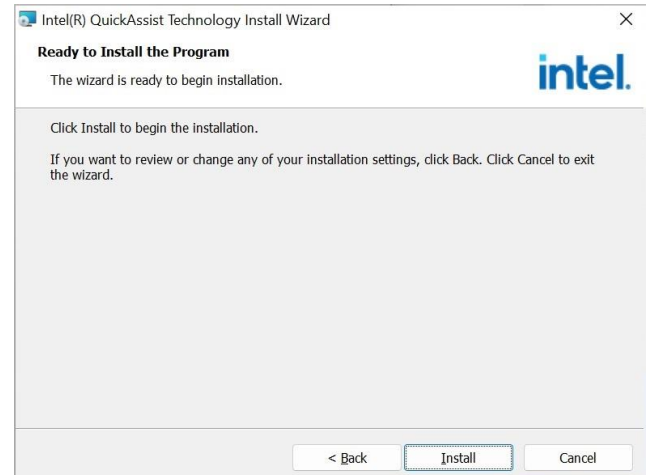 Intel(R) QuickAssist Technology Install Wizard
Ready to Install the Program
The wizard is ready to begin installation.
intel.
Click Install to begin the installation.
If you want to review or change any of your installation settings, click Back. Click Cancel to exit
the wizard.
< Back
Install
Cancel